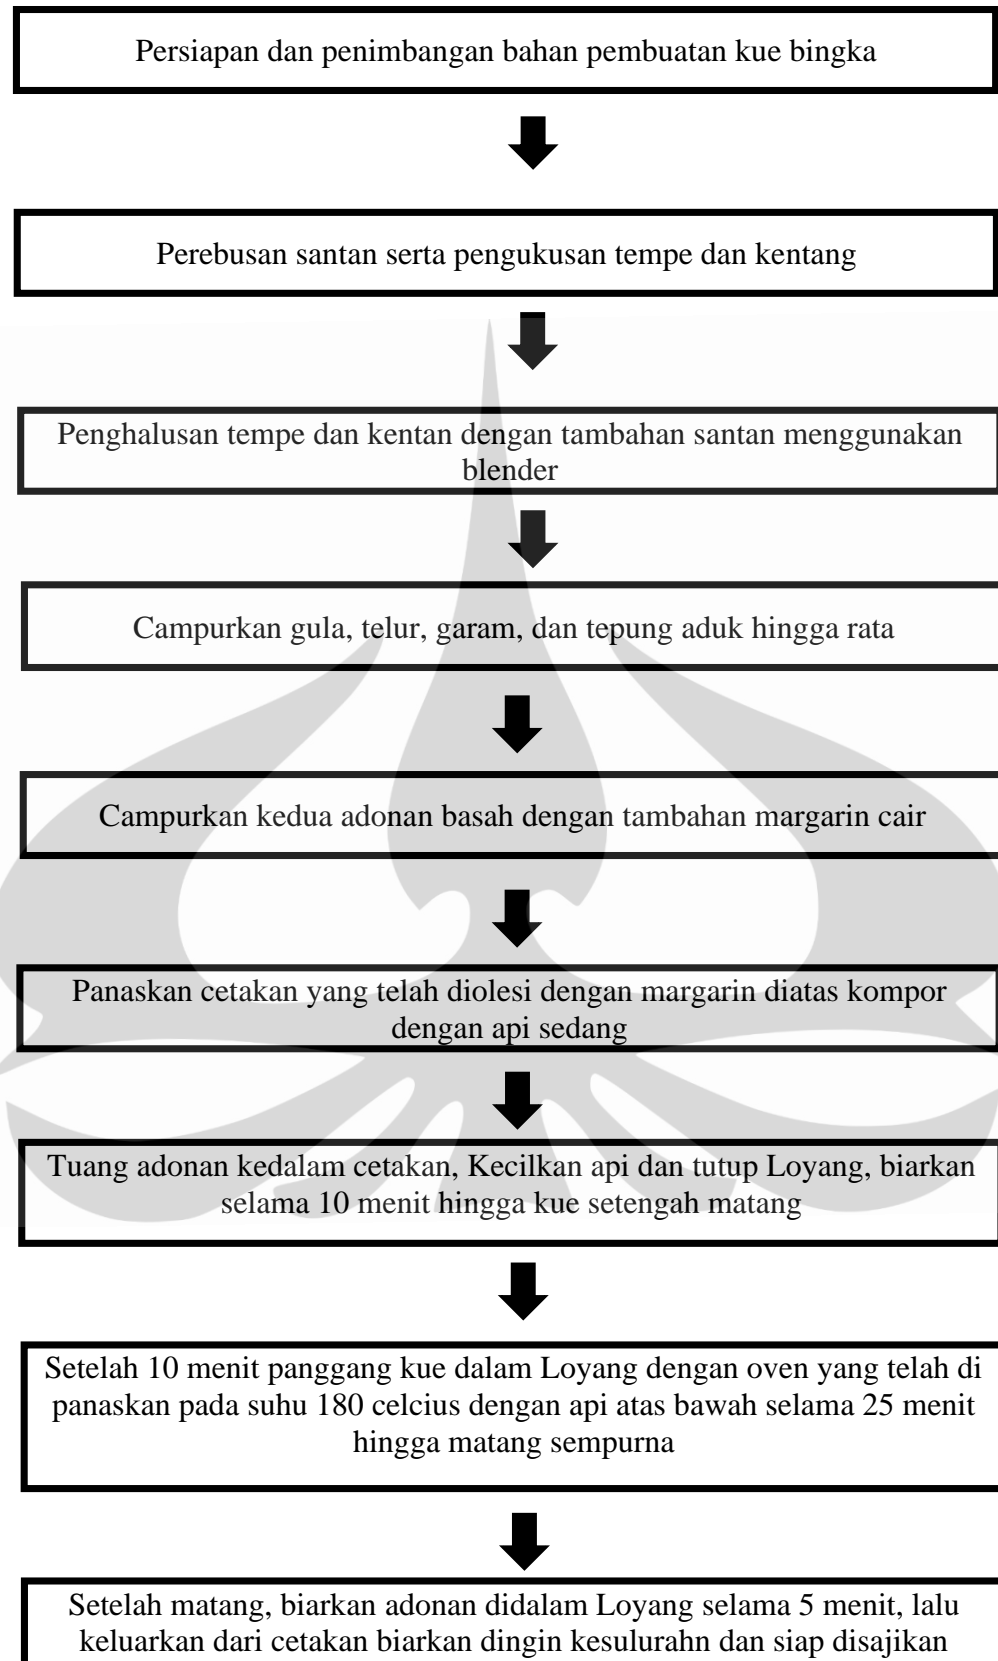 Persiapan dan penimbangan bahan pembuatan kue bingka
Perebusan santan serta pengukusan tempe dan kentang
Penghalusan tempe dan kentan dengan tambahan santan menggunakan
blender
Campurkan gula, telur, garam, dan tepung aduk hingga rata
Campurkan kedua adonan basah dengan tambahan margarin cair
Panaskan cetakan yang telah diolesi dengan margarin diatas kompor
dengan api sedang
Tuang adonan kedalam cetakan, Kecilkan api dan tutup Loyang, biarkan
selama 10 menit hingga kue setengah matang
Setelah 10 menit panggang kue dalam Loyang dengan oven yang telah di
panaskan pada suhu 180 celcius dengan api atas bawah selama 25 menit
hingga matang sempurna
Setelah matang, biarkan adonan didalam Loyang selama 5 menit, lalu
keluarkan dari cetakan biarkan dingin kesulurahn dan siap disajikan